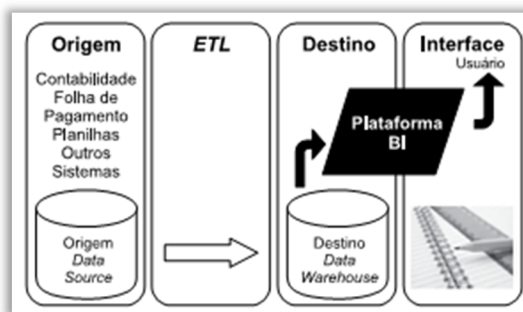 Origem
Contabilidade
Folha de
Pagamento
Planilhas
Outros
Sistemas
Origem
Data
Source
ETL
Destino
Plataforma
BI
Destino
Data
Warehouse
Interface
Usuário